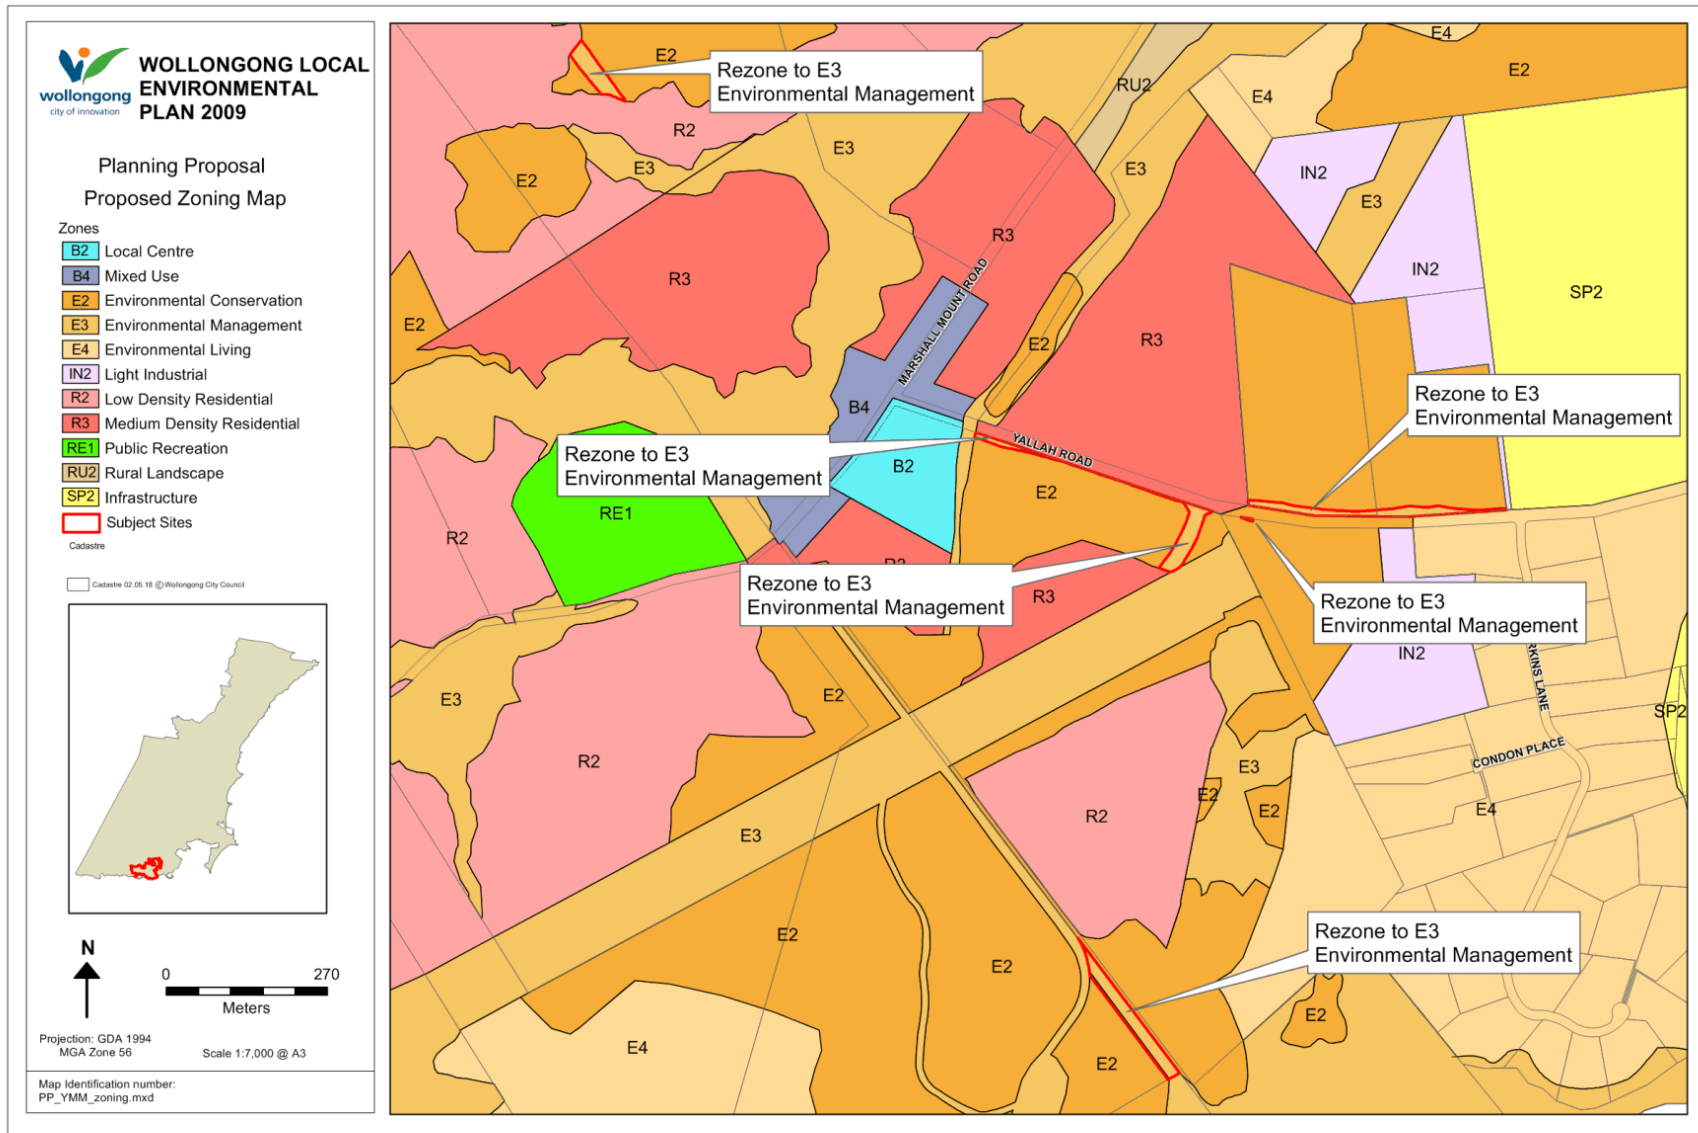 wollongong
city of innovation
WOLLONGONG LOCAL
ENVIRONMENTAL
PLAN 2009
Planning Proposal
Proposed Zoning Map
Zones
B2 Local Centre
B4 Mixed Use
E2 Environmental Conservation
E3 Environmental Management
E4 Environmental Living
IN2 Light Industrial
R2 Low Density Residential
R3 Medium Density Residential
RE1 Public Recreation
RU2 Rural Landscape
SP2 Infrastructure
Subject Sites
Cadastre
Cadastre 02.05.18 © Wollongong City Council
N
0 270
Meters
Projection: GDA 1994
MGA Zone 56
Scale 1:7,000 @ A3
Map Identification number:
PP_YMM_zoning.mxd
E2
Rezone to E3
Environmental Management
E4
E2
RU2
E4
R2
E3
E3
E2
E3
IN2
E3
R3
R3
IN2
SP2
E2
MARSHALL MOUNT ROAD
E2
R3
B4
Rezone to E3
Environmental Management
Rezone to E3
Environmental Management
YALLAH ROAD
B2
E2
RE1
R2
R3
Rezone to E3
Environmental Management
R3
Rezone to E3
Environmental Management
IN2
RKINS LANE
E3
E2
SP2
R2
CONDON PLACE
E3
E2
E2
E4
R2
E3
E2
E2
Rezone to E3
Environmental Management
E2
E4
E2